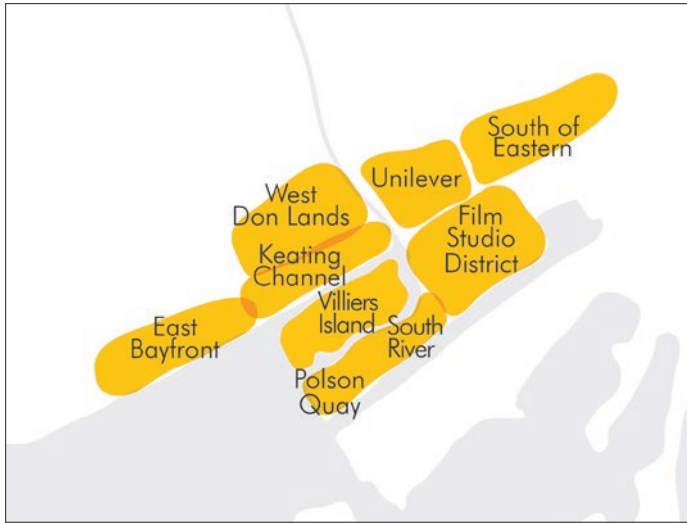 South of
Eastern
Unilever
West
Don Lands
Film
Studio
District
Keating
Channel
Villiers
Island
South
River
East
Bayfront
Polson
Quay